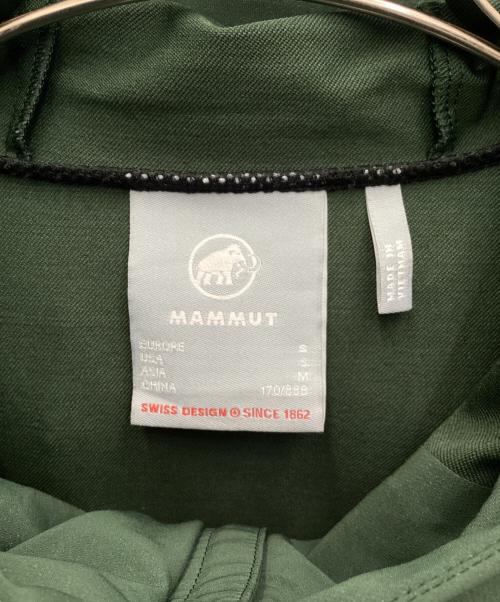 MAMMUT
EUROPE S
USA S
ASIA M
CHINA 170/88B
SWISS DESIGN SINCE 1862
MADE IN
VIETNAM